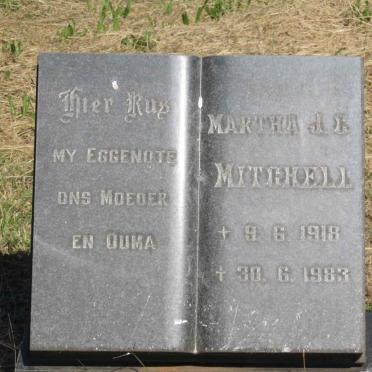 Hier Rus
MY EGGENOTE
ONS MOEDER
EN OUMA
MARTHA J. I.
MITCHELL
+ 9. 6. 1918
+ 30. 6. 1983